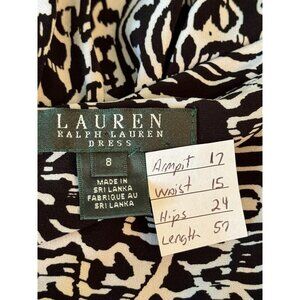 LAUREN
RALPH LAUREN
DRESS
8
MADE IN
SRI LANKA
FABRIQUÉ AU
SRI LANKA
Armpit 17
Waist 15
Hips 24
Length 57